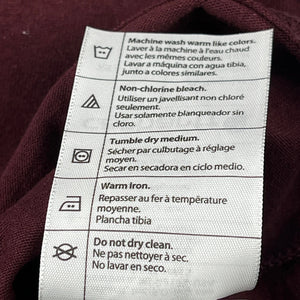 Machine wash warm like colors.
Laver à la machine à l'eau chaud
avec les mêmes couleurs.
Lavar a máquina con agua tibia,
junto a colores similares.
Non-chlorine bleach.
Utiliser un javellisant non chloré
seulement.
Usar solamente blanqueador sin
cloro.
Tumble dry medium.
Sécher par culbutage à réglage
moyen.
Secar en secadora en ciclo medio.
Warm Iron.
Repasser au fer à température
moyenne.
Plancha tibia
Do not dry clean.
Ne pas nettoyer à sec.
No lavar en seco.